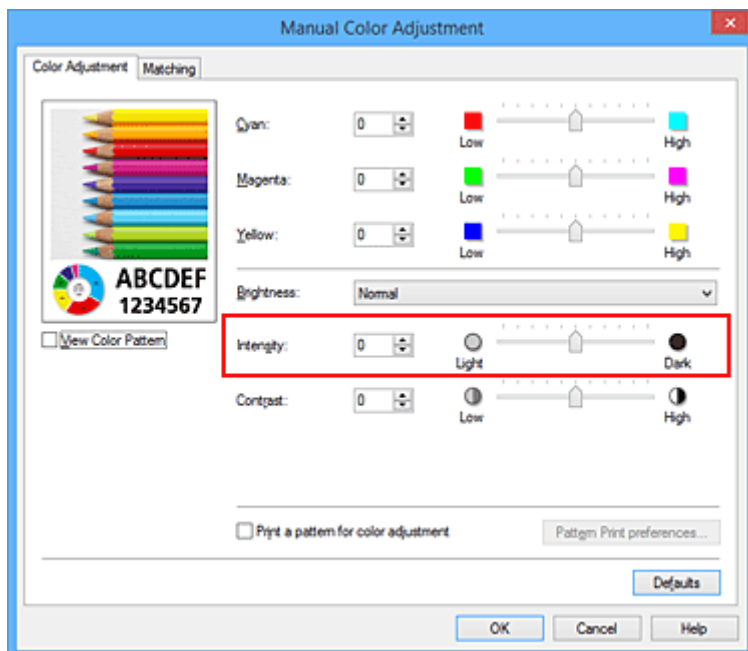 Manual Color Adjustment
Color Adjustment Matching
Cyan: 0 Low High
Magenta: 0 Low High
Yellow: 0 Low High
Brightness: Normal
ABCDEF
1234567
View Color Pattern
Intensity: 0 Light Dark
Contrast: 0 Low High
Print a pattern for color adjustment Pattern Print preferences...
Defaults
OK Cancel Help